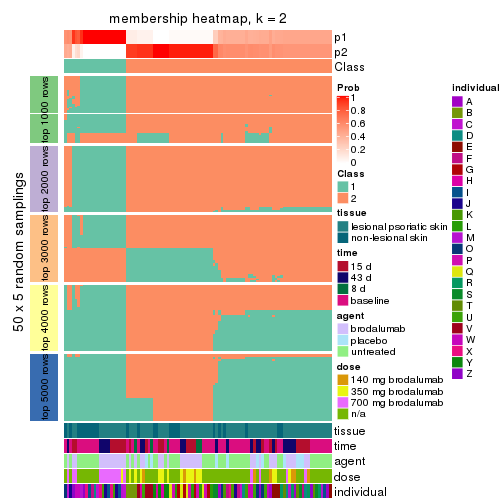 membership heatmap, k = 2
p1
p2
Class
50 x 5 random samplings
top 1000 rows
top 2000 rows
top 3000 rows
top 4000 rows
top 5000 rows
tissue
time
agent
dose
individual
Prob
1
0.8
0.6
0.4
0.2
0
Class
1
2
tissue
lesional psoriatic skin
non-lesional skin
time
15 d
43 d
8 d
baseline
agent
brodalumab
placebo
untreated
dose
140 mg brodalumab
350 mg brodalumab
700 mg brodalumab
n/a
individual
A
B
C
D
E
F
G
H
I
J
K
L
M
O
P
Q
R
S
T
U
V
W
X
Y
Z